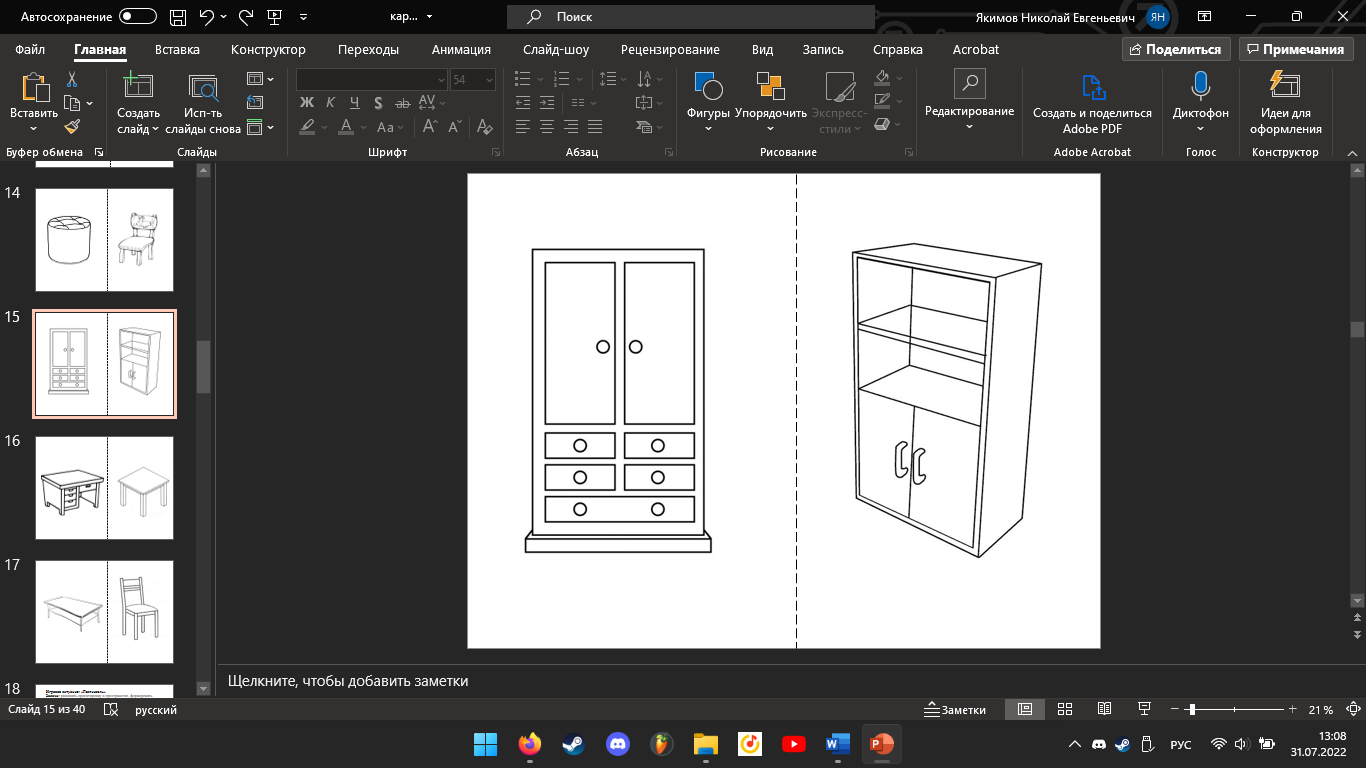 Автосохранение
кар...
Поиск
Якимов Николай Евгеньевич
ЯН
Файл
Главная
Вставка
Конструктор
Переходы
Анимация
Слайд-шоу
Рецензирование
Вид
Запись
Справка
Acrobat
Поделиться
Примечания
Вставить
Создать слайд
Исп-ть слайды снова
54
Ж К Ч S ab AV
Aa
Фигуры
Упорядочить
Экспресс-стили
Редактирование
Создать и поделиться Adobe PDF
Диктофон
Идеи для оформления
Буфер обмена
Слайды
Шрифт
Абзац
Рисование
Adobe Acrobat
Голос
Конструктор
14
15
16
17
18
Щелкните, чтобы добавить заметки
Слайд 15 из 40
русский
Заметки
21 %
РУС
13:08
31.07.2022